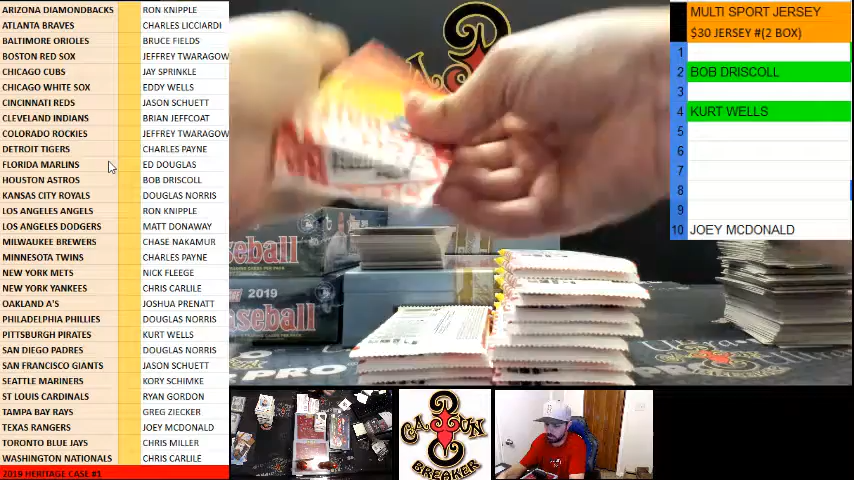 ARIZONA DIAMONDBACKS RON KNIPPLE
ATLANTA BRAVES CHARLES LICCIARDI
BALTIMORE ORIOLES BRUCE FIELDS
BOSTON RED SOX JEFFREY TWARAGOW
CHICAGO CUBS JAY SPRINKLE
CHICAGO WHITE SOX EDDY WELLS
CINCINNATI REDS JASON SCHUETT
CLEVELAND INDIANS BRIAN JEFFCOAT
COLORADO ROCKIES JEFFREY TWARAGOW
DETROIT TIGERS CHARLES PAYNE
FLORIDA MARLINS ED DOUGLAS
HOUSTON ASTROS BOB DRISCOLL
KANSAS CITY ROYALS DOUGLAS NORRIS
LOS ANGELES ANGELS RON KNIPPLE
LOS ANGELES DODGERS MATT DONAWAY
MILWAUKEE BREWERS CHASE NAKAMUR
MINNESOTA TWINS CHARLES PAYNE
NEW YORK METS NICK FLEEGE
NEW YORK YANKEES CHRIS CARLILE
OAKLAND A'S JOSHUA PRENATT
PHILADELPHIA PHILLIES DOUGLAS NORRIS
PITTSBURGH PIRATES KURT WELLS
SAN DIEGO PADRES DOUGLAS NORRIS
SAN FRANCISCO GIANTS JASON SCHUETT
SEATTLE MARINERS KORY SCHIMKE
ST LOUIS CARDINALS RYAN GORDON
TAMPA BAY RAYS GREG ZIECKER
TEXAS RANGERS JOEY MCDONALD
TORONTO BLUE JAYS CHRIS MILLER
WASHINGTON NATIONALS CHRIS CARLILE
2019 HERITAGE CASE #1
MULTI SPORT JERSEY
$30 JERSEY #(2 BOX)
1
2 BOB DRISCOLL
3
4 KURT WELLS
5
6
7
8
9
10 JOEY MCDONALD
baseball
2019
baseball
PRO
CAJUN
BREAKER